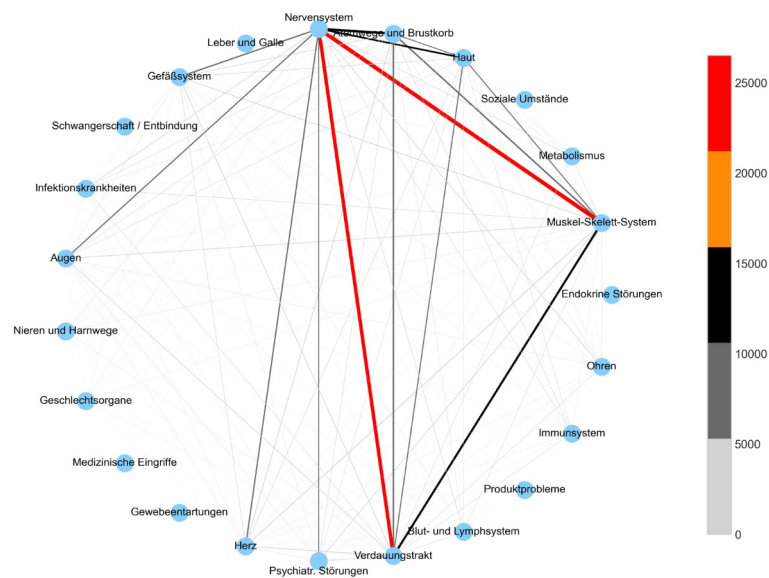 Nervensystem
Atemwege und Brustkorb
Leber und Galle
Haut
Gefäßsystem
Soziale Umstände
Schwangerschaft / Entbindung
Metabolismus
Infektionskrankheiten
Muskel-Skelett-System
Augen
Endokrine Störungen
Nieren und Harnwege
Ohren
Geschlechtsorgane
Immunsystem
Medizinische Eingriffe
Produktprobleme
Gewebeentartungen
Blut- und Lymphsystem
Herz
Verdauungstrakt
Psychiatr. Störungen
25000
20000
15000
10000
5000
0